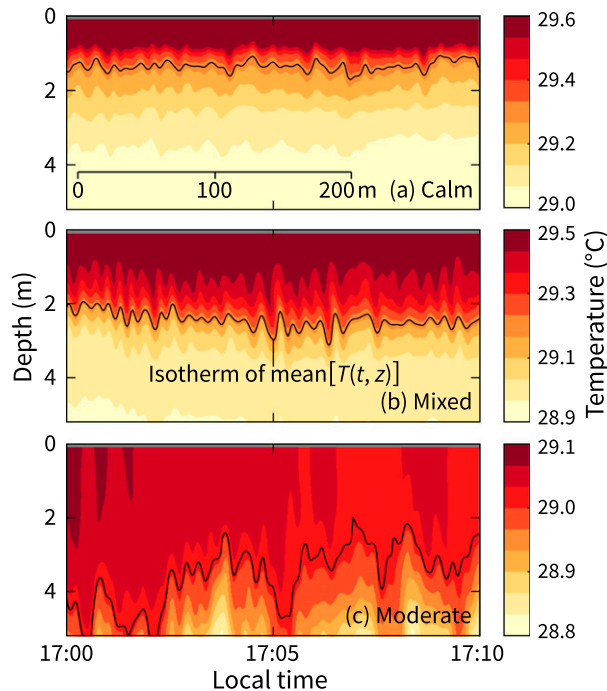 0
2
4
0 100 200 m (a) Calm
29.6
29.4
29.2
29.0
0
2
4
Isotherm of mean[T(t, z)]
(b) Mixed
29.5
29.3
29.1
28.9
0
2
4
(c) Moderate
29.1
29.0
28.9
28.8
17:00 17:05 17:10
Local time
Depth (m)
Temperature (°C)